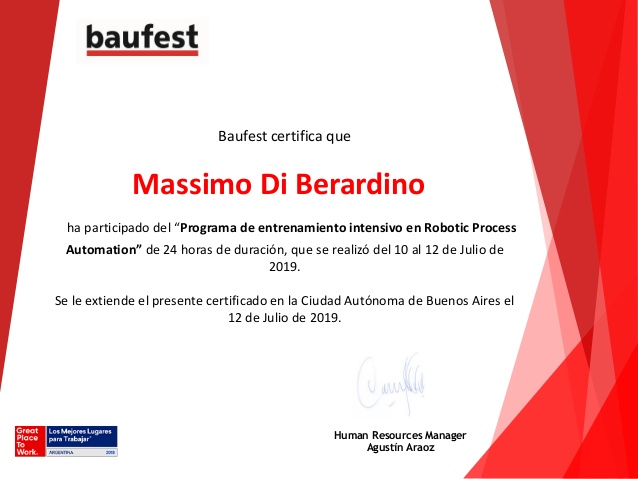 baufest
Baufest certifica que
Massimo Di Berardino
ha participado del “Programa de entrenamiento intensivo en Robotic Process
Automation” de 24 horas de duración, que se realizó del 10 al 12 de Julio de
2019.
Se le extiende el presente certificado en la Ciudad Autónoma de Buenos Aires el
12 de Julio de 2019.
Human Resources Manager
Agustín Araoz
Great
Place
To
Work.
Los Mejores Lugares
para Trabajar
ARGENTINA